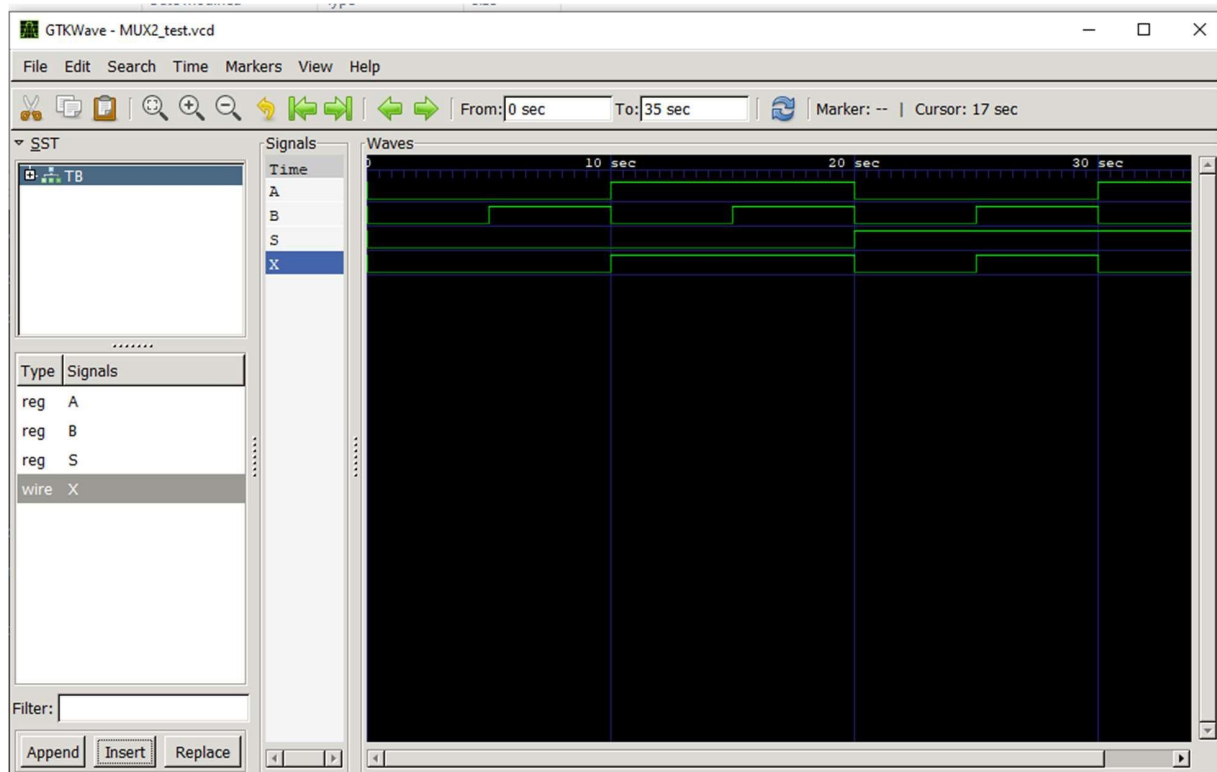 GTKWave - MUX2_test.vcd
File Edit Search Time Markers View Help
From: 0 sec To: 35 sec Marker: -- | Cursor: 17 sec
SST
TB
Type Signals
reg A
reg B
reg S
wire X
Filter:
Append Insert Replace
Signals
Time
A
B
S
X
Waves
0 10 sec 20 sec 30 sec